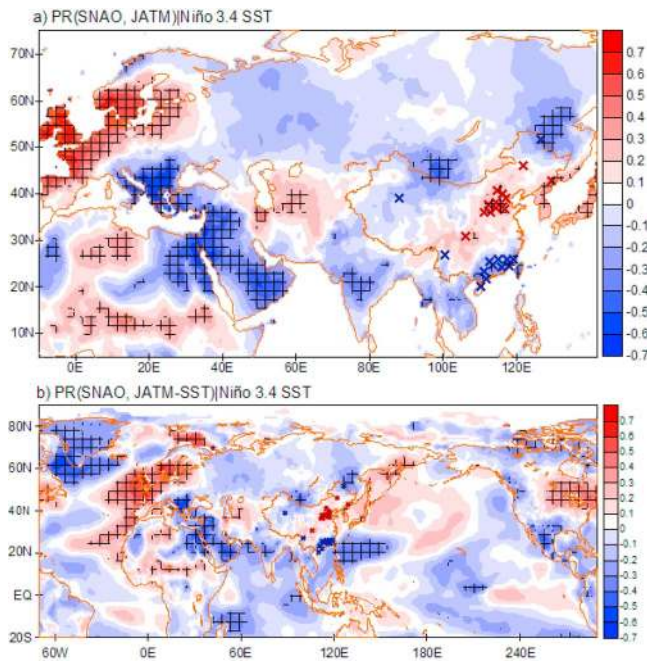 a) PR(SNAO, JATM)|Niño 3.4 SST
70N
60N
50N
40N
30N
20N
10N
0E 20E 40E 60E 80E 100E 120E
0.7
0.6
0.5
0.4
0.3
0.2
0.1
0
-0.1
-0.2
-0.3
-0.4
-0.5
-0.6
-0.7
b) PR(SNAO, JATM-SST)|Niño 3.4 SST
80N
60N
40N
20N
EQ
20S
60W 0E 60E 120E 180E 240E
0.7
0.6
0.5
0.4
0.3
0.2
0.1
0
-0.1
-0.2
-0.3
-0.4
-0.5
-0.6
-0.7